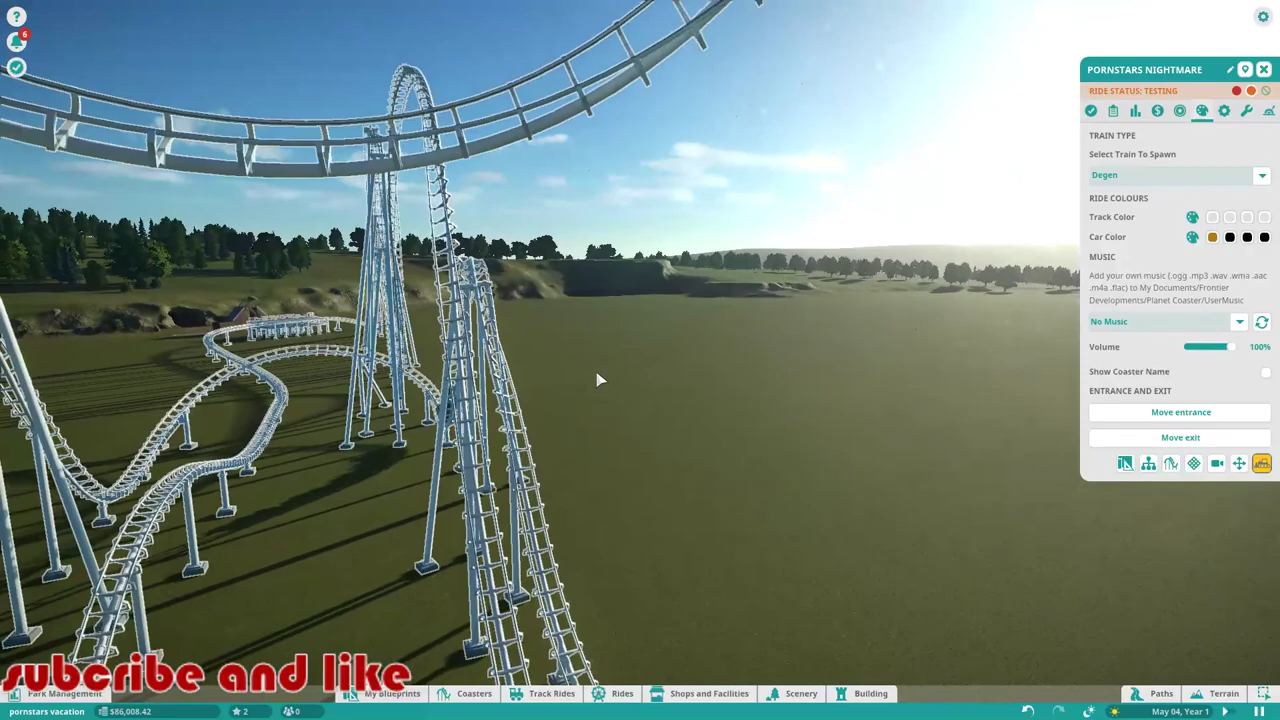 ?
6
PORNSTARS NIGHTMARE
RIDE STATUS: TESTING
TRAIN TYPE
Select Train To Spawn
Degen
RIDE COLOURS
Track Color
Car Color
MUSIC
Add your own music (.ogg .mp3 .wav .wma .aac
.m4a .flac) to My Documents/Frontier
Developments/Planet Coaster/UserMusic
No Music
Volume 100%
Show Coaster Name
ENTRANCE AND EXIT
Move entrance
Move exit
subcribe and like
Park Management My blueprints Coasters Track Rides Rides Shops and Facilities Scenery Building Paths Terrain
pornstars vacation $86,008.42 2 0 May 04, Year 1